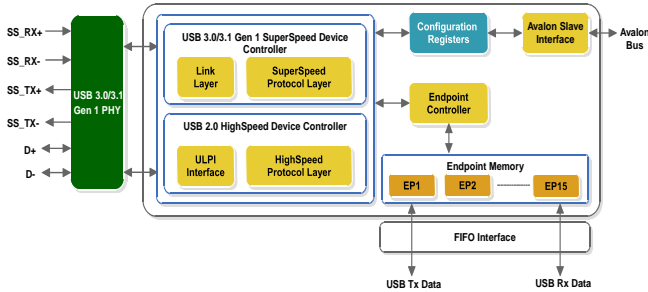 SS_RX+
SS_RX-
SS_TX+
SS_TX-
D+
D-
USB 3.0/3.1
Gen 1 PHY
USB 3.0/3.1 Gen 1 SuperSpeed Device
Controller
Link
Layer
SuperSpeed
Protocol Layer
USB 2.0 HighSpeed Device Controller
ULPI
Interface
HighSpeed
Protocol Layer
Configuration
Registers
Avalon Slave
Interface
Avalon
Bus
Endpoint
Controller
Endpoint Memory
EP1
EP2
EP15
FIFO Interface
USB Tx Data
USB Rx Data